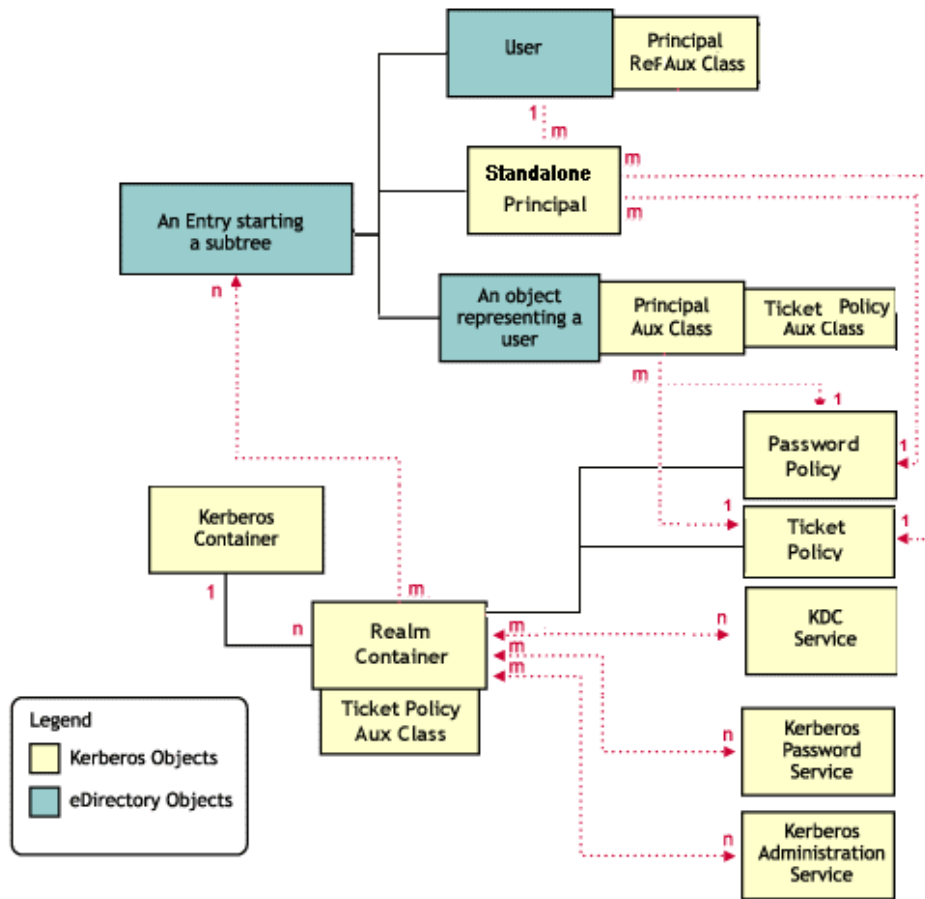 User
Principal
Ref Aux Class
1
m
Standalone
Principal
m
m
An Entry starting
a subtree
n
An object
representing a
user
Principal
Aux Class
Ticket Policy
Aux Class
m
1
Password
Policy
1
1
Ticket
Policy
1
Kerberos
Container
1
n
m
Realm
Container
Ticket Policy
Aux Class
m
m
m
n
KDC
Service
n
Kerberos
Password
Service
n
Kerberos
Administration
Service
Legend
Kerberos Objects
eDirectory Objects